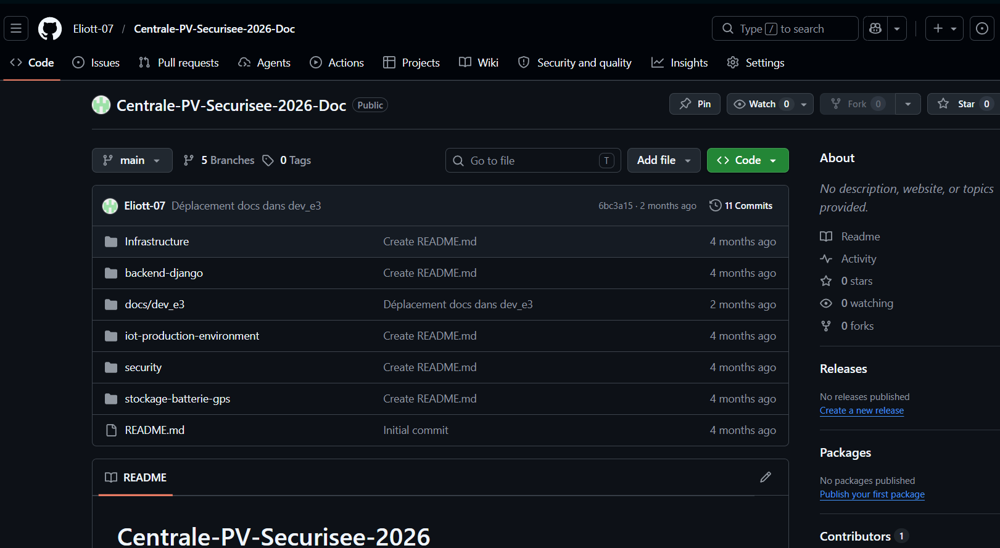 Eliott-07 / Centrale-PV-Securisee-2026-Doc
Type / to search
Code Issues Pull requests Agents Actions Projects Wiki Security and quality Insights Settings
Centrale-PV-Securisee-2026-Doc Public
Pin Watch 0 Fork 0 Star 0
main 5 Branches 0 Tags
Go to file T
Add file Code
Eliott-07 Déplacement docs dans dev_e3 6bc3a15 · 2 months ago 11 Commits
Infrastructure Create README.md 4 months ago
backend-django Create README.md 4 months ago
docs/dev_e3 Déplacement docs dans dev_e3 2 months ago
iot-production-environment Create README.md 4 months ago
security Create README.md 4 months ago
stockage-batterie-gps Create README.md 4 months ago
README.md Initial commit 4 months ago
README
Centrale-PV-Securisee-2026
About
No description, website, or topics
provided.
Readme
Activity
0 stars
0 watching
0 forks
Releases
No releases published
Create a new release
Packages
No packages published
Publish your first package
Contributors 1